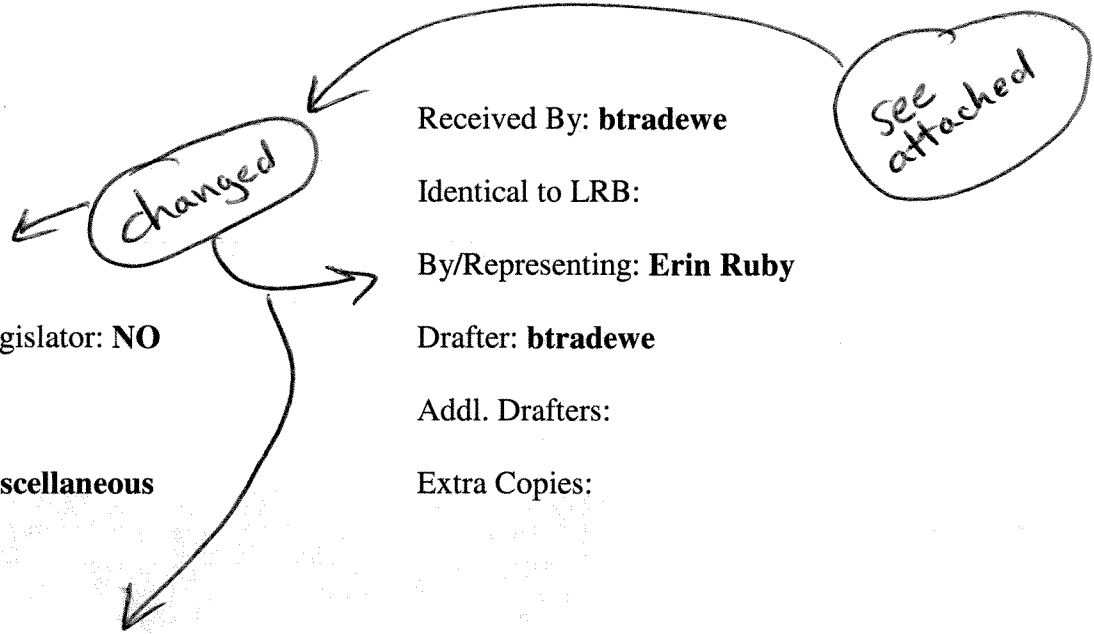 see
attached
Received By: btradewe
changed
Identical to LRB:
By/Representing: Erin Ruby
gislator: NO
Drafter: btradewe
Addl. Drafters:
scellaneous
Extra Copies: